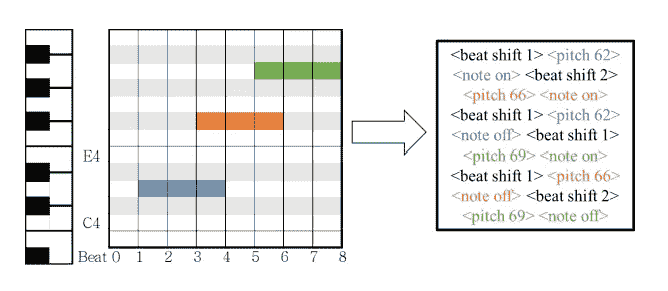 E4
C4
Beat 0 1 2 3 4 5 6 7 8
<beat shift 1> <pitch 62>
<note on> <beat shift 2>
<pitch 66> <note on>
<beat shift 1> <pitch 62>
<note off> <beat shift 1>
<pitch 69> <note on>
<beat shift 1> <pitch 66>
<note off> <beat shift 2>
<pitch 69> <note off>